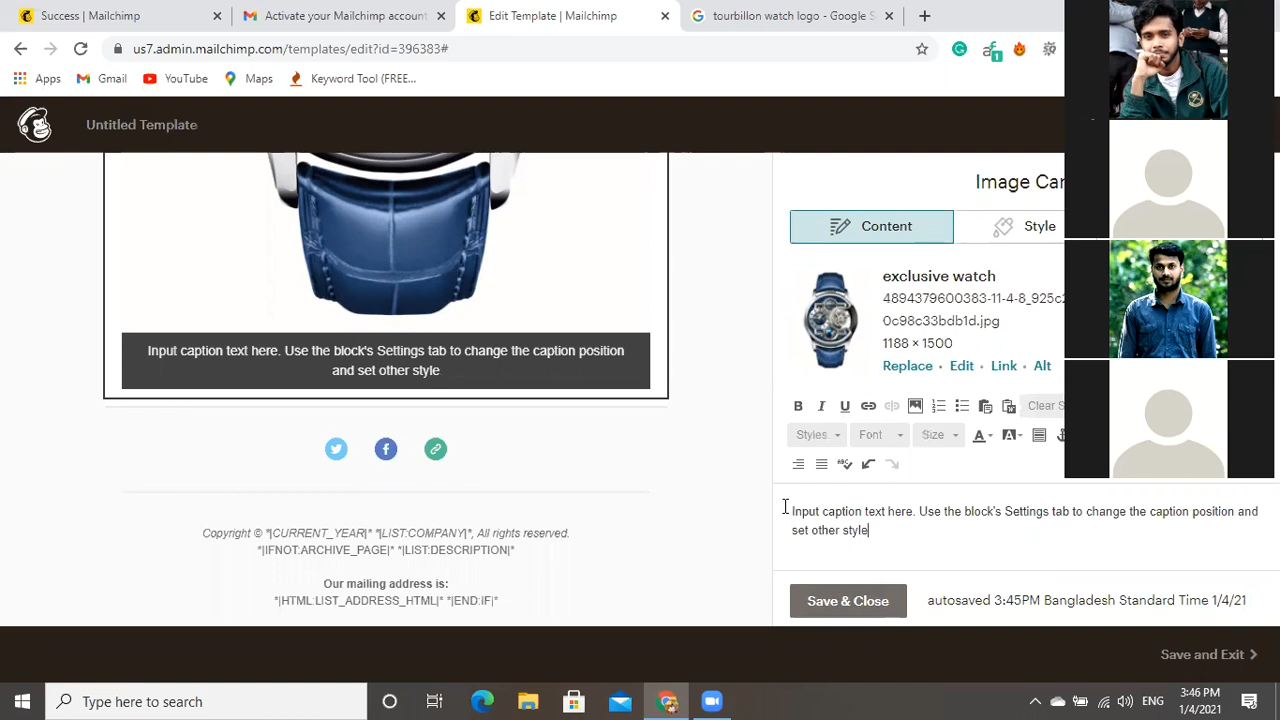 Success | Mailchimp
Activate your Mailchimp accoun
Edit Template | Mailchimp
tourbillon watch logo - Google S
us7.admin.mailchimp.com/templates/edit?id=396383#
1
Apps
Gmail
YouTube
Maps
Keyword Tool (FREE...
Untitled Template
Image Car
Content
Style
exclusive watch
4894379600383-11-4-8_925c2
0c98c33bdb1d.jpg
1188 × 1500
Replace
Edit
Link
Alt
B I U
Clear S
Styles
Font
Size
A
A
ABC
Input caption text here. Use the block's Settings tab to change the caption position and
set other style
Save & Close
autosaved 3:45PM Bangladesh Standard Time 1/4/21
Input caption text here. Use the block's Settings tab to change the caption position
and set other style
Copyright © *|CURRENT_YEAR|* *|LIST:COMPANY|*, All rights reserved.
*|IFNOT:ARCHIVE_PAGE|* *|LIST:DESCRIPTION|*
Our mailing address is:
*|HTML:LIST_ADDRESS_HTML|* *|END:IF|*
Save and Exit
Type here to search
ENG
3:46 PM
1/4/2021